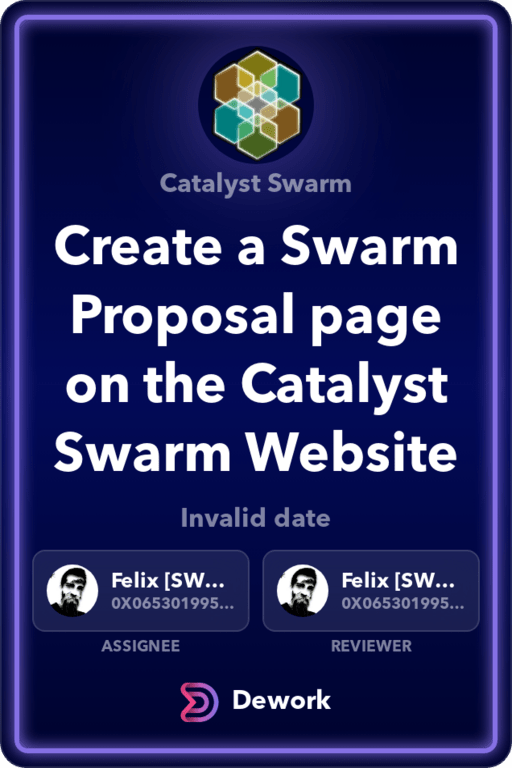 Catalyst Swarm
Create a Swarm
Proposal page
on the Catalyst
Swarm Website
Invalid date
Felix [SW...
0X065301995...
Felix [SW...
0X065301995...
ASSIGNEE
REVIEWER
Dework